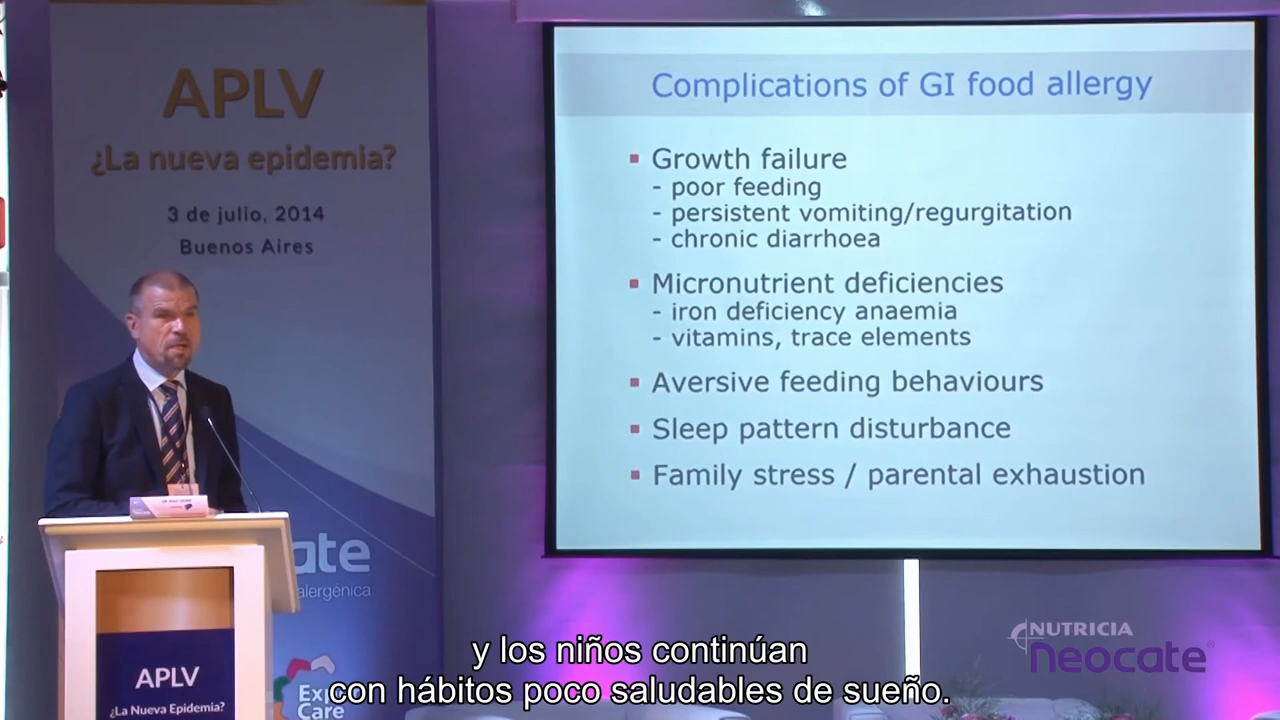 APLV
¿La nueva epidemia?
3 de julio, 2014
Buenos Aires
Complications of GI food allergy
▪ Growth failure
- poor feeding
- persistent vomiting/regurgitation
- chronic diarrhoea
▪ Micronutrient deficiencies
- iron deficiency anaemia
- vitamins, trace elements
▪ Aversive feeding behaviours
▪ Sleep pattern disturbance
▪ Family stress / parental exhaustion
cate
alergénica
Exp
Care
APLV
¿La Nueva Epidemia?
NUTRICIA
neocate®
y los niños continúan
con hábitos poco saludables de sueño.